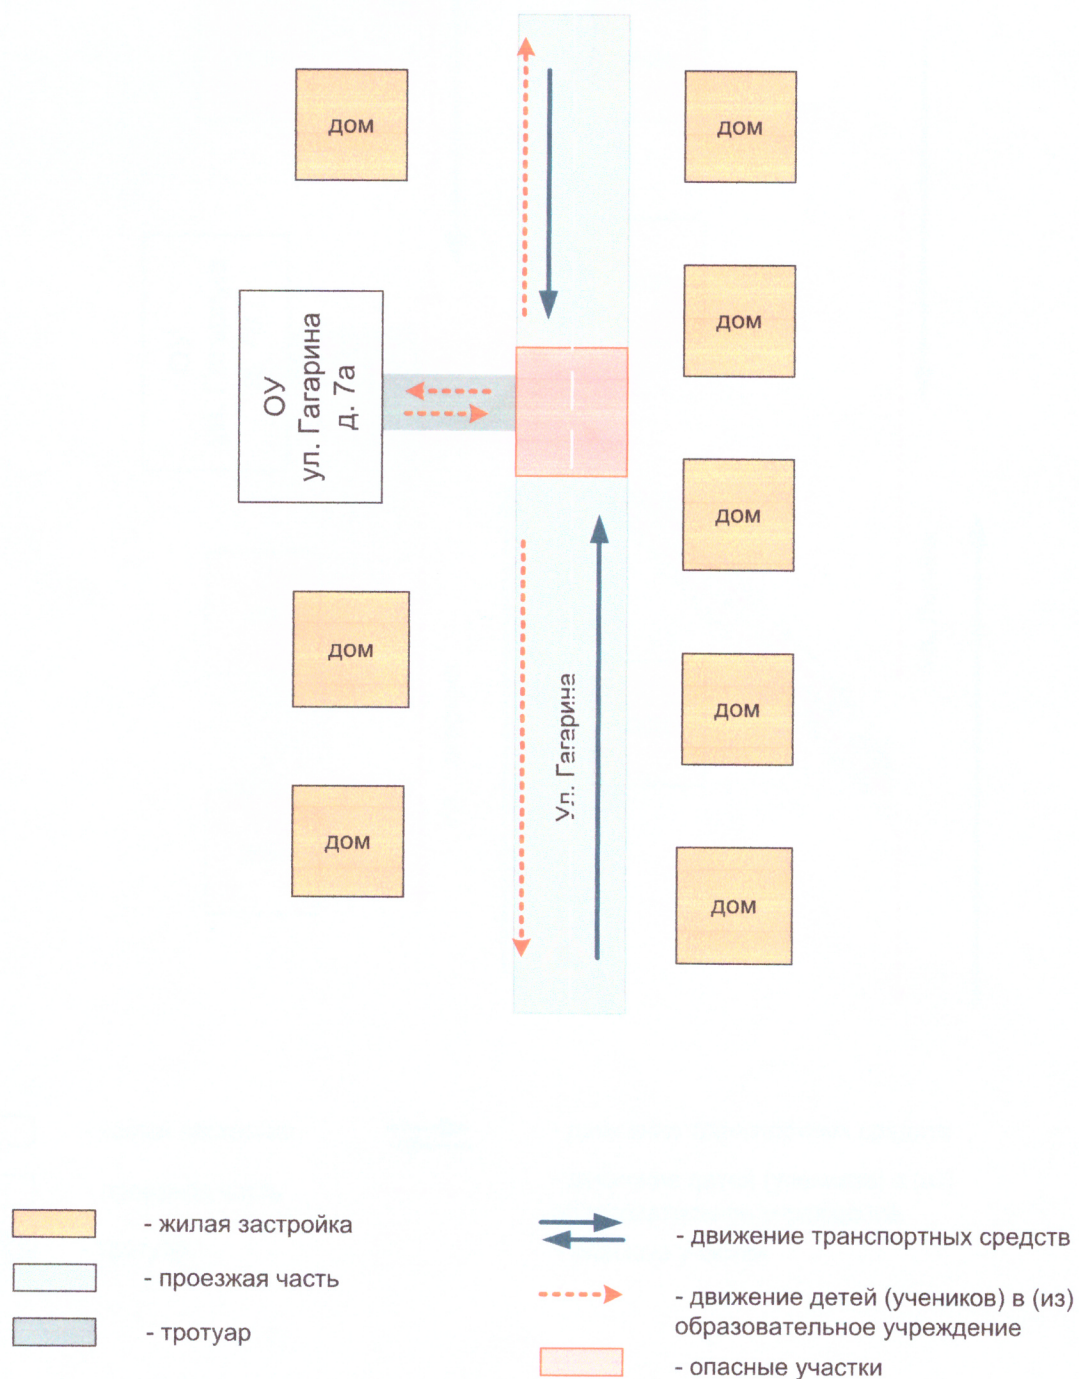 дом
дом
дом
ОУ
ул. Гагарина
д. 7а
дом
дом
дом
Ул. Гагарина
дом
дом
дом
- жилая застройка
- проезжая часть
- тротуар
- движение транспортных средств
- движение детей (учеников) в (из)
образовательное учреждение
- опасные участки